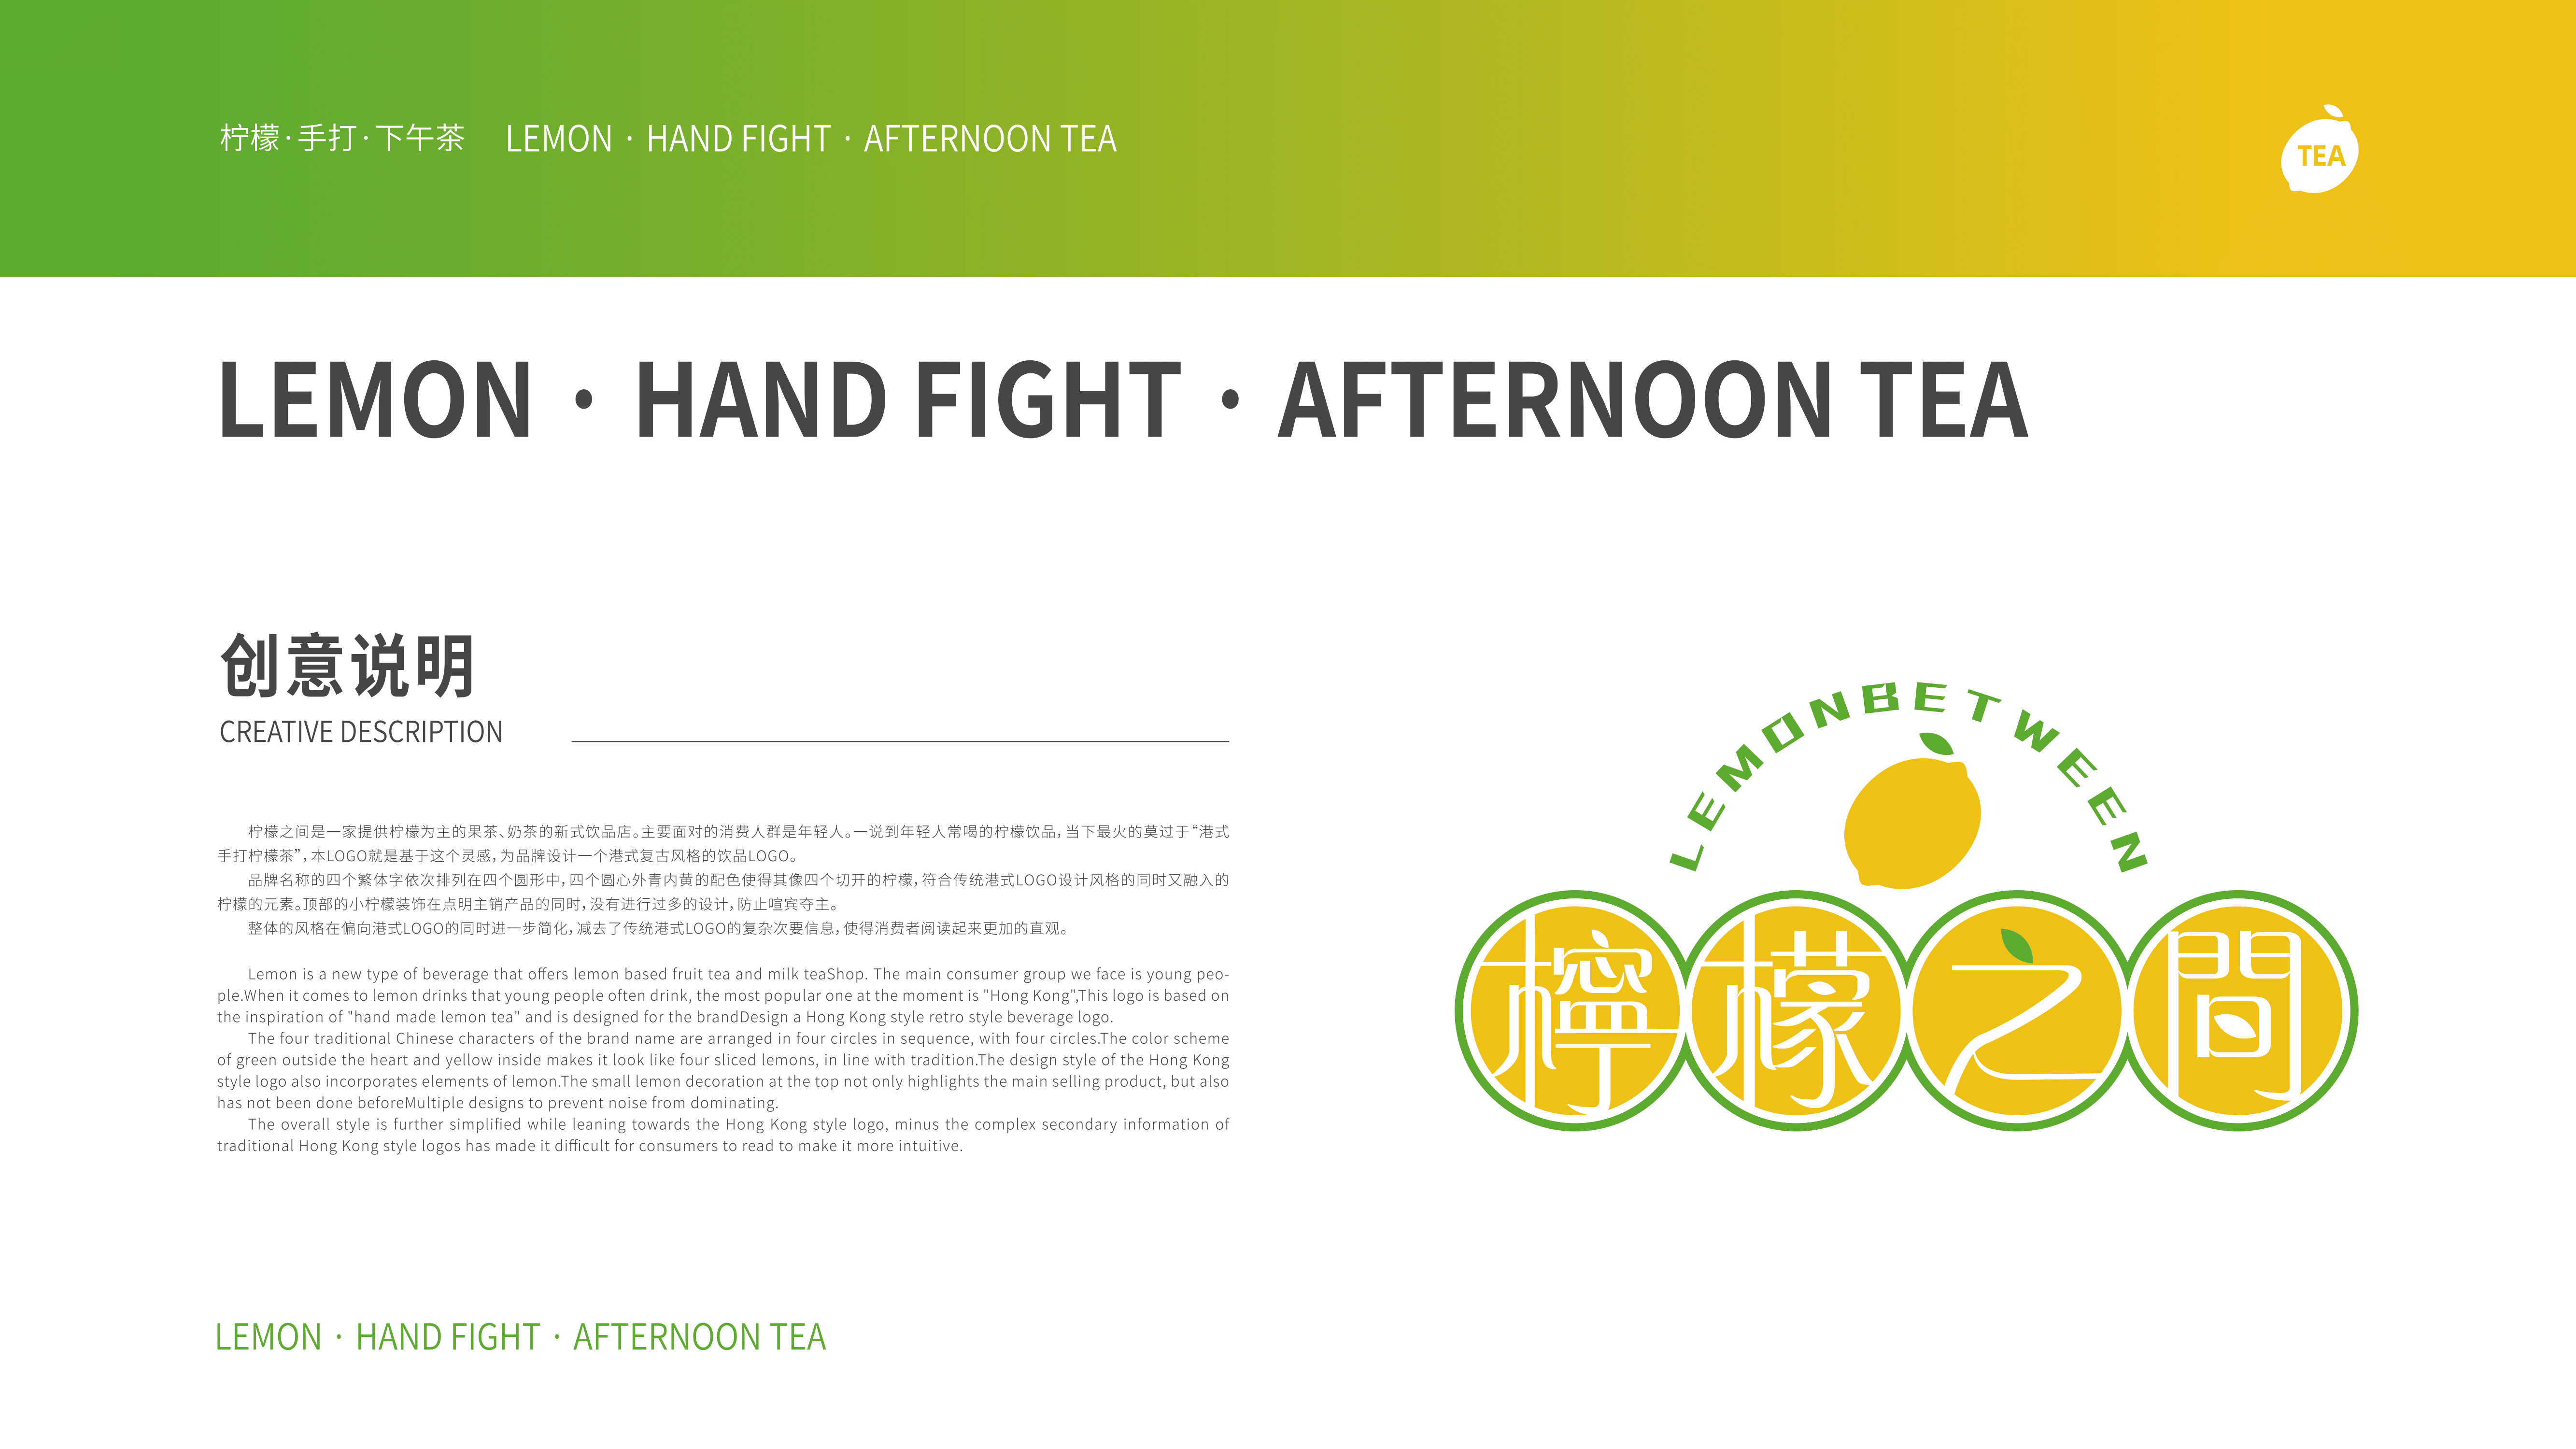 柠檬·手打·下午茶 LEMON · HAND FIGHT · AFTERNOON TEA
TEA
LEMON · HAND FIGHT · AFTERNOON TEA
创意说明
CREATIVE DESCRIPTION
柠檬之间是一家提供柠檬为主的果茶、奶茶的新式饮品店。主要面对的消费人群是年轻人。一说到年轻人常喝的柠檬饮品，当下最火的莫过于“港式
手打柠檬茶”，本LOGO就是基于这个灵感，为品牌设计一个港式复古风格的饮品LOGO。
品牌名称的四个繁体字依次排列在四个圆形中，四个圆心外青内黄的配色使得其像四个切开的柠檬，符合传统港式LOGO设计风格的同时又融入的
柠檬的元素。顶部的小柠檬装饰在点明主销产品的同时，没有进行过多的设计，防止喧宾夺主。
整体的风格在偏向港式LOGO的同时进一步简化，减去了传统港式LOGO的复杂次要信息，使得消费者阅读起来更加的直观。
Lemon is a new type of beverage that offers lemon based fruit tea and milk teaShop. The main consumer group we face is young peo-
ple.When it comes to lemon drinks that young people often drink, the most popular one at the moment is "Hong Kong",This logo is based on
the inspiration of "hand made lemon tea" and is designed for the brandDesign a Hong Kong style retro style beverage logo.
The four traditional Chinese characters of the brand name are arranged in four circles in sequence, with four circles.The color scheme
of green outside the heart and yellow inside makes it look like four sliced lemons, in line with tradition.The design style of the Hong Kong
style logo also incorporates elements of lemon.The small lemon decoration at the top not only highlights the main selling product, but also
has not been done beforeMultiple designs to prevent noise from dominating.
The overall style is further simplified while leaning towards the Hong Kong style logo, minus the complex secondary information of
traditional Hong Kong style logos has made it difficult for consumers to read to make it more intuitive.
LEMONBETWEEN
檸檬之間
LEMON · HAND FIGHT · AFTERNOON TEA